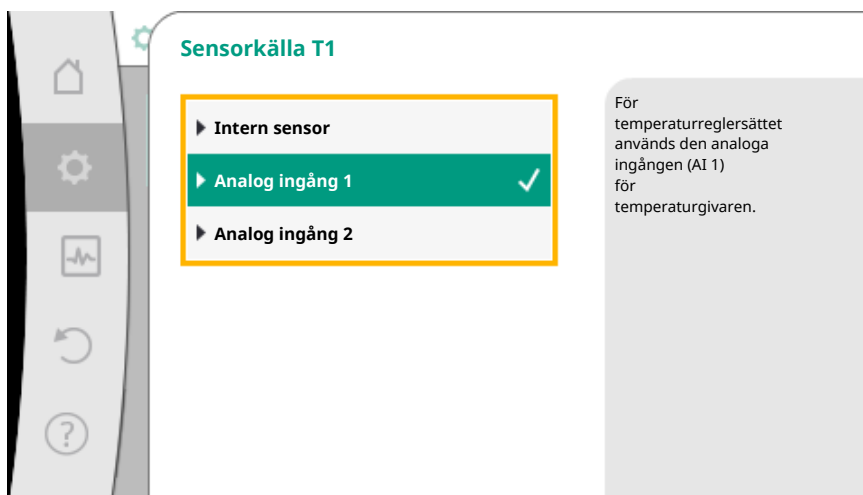 Sensorkälla T1
Intern sensor
Analog ingång 1
Analog ingång 2
För
temperaturreglersättet
används den analoga
ingången (AI 1)
för
temperaturgivaren.
?